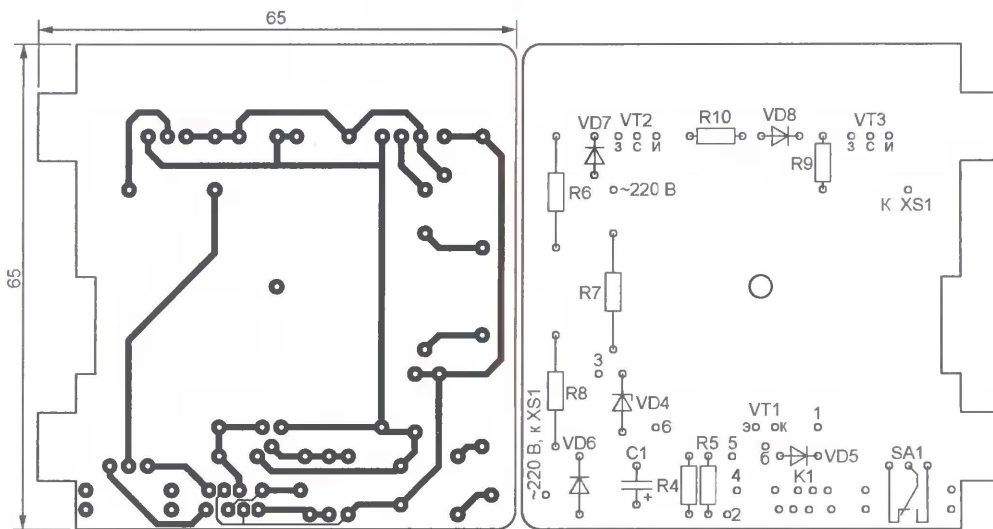 65
65
VD7
VT2
з с и
R10
VD8
VT3
з с и
R9
R6
~220 В
К XS1
R7
3
R8
VD4
6
~220 В, к XS1
VD6
C1
+
R4
R5
5
4
2
VT1
э к
б
1
VD5
K1
SA1